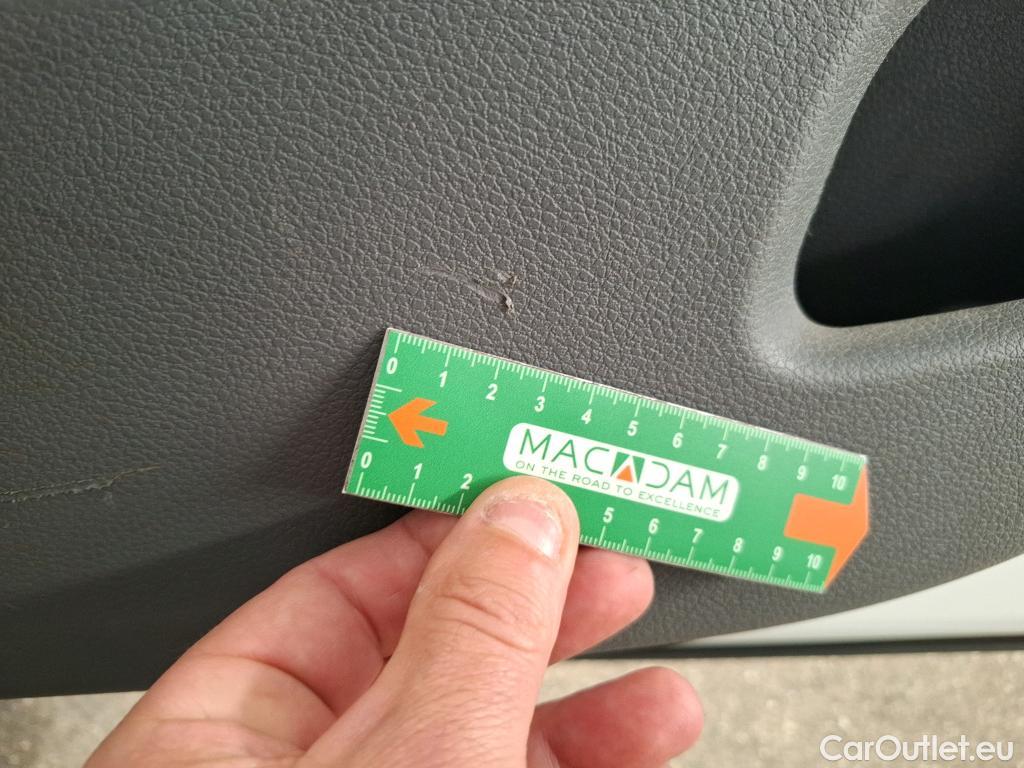 0 1 2 3 4 5 6 7 8 9 10
MACADAM
ON THE ROAD TO EXCELLENCE
0 1 2 5 6 7 8 9 10
CarOutlet.eu